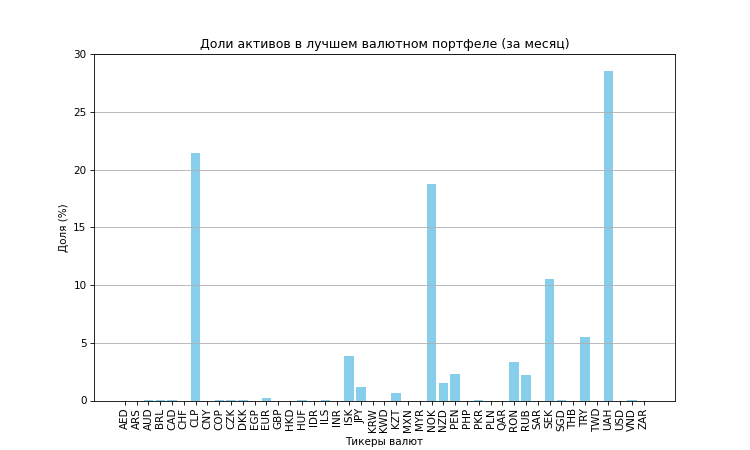 Доли активов в лучшем валютном портфеле (за месяц)
30
25
20
15
10
5
0
Доля (%)
AED
ARS
AUD
BRL
CAD
CHF
CLP
CNY
COP
CZK
DKK
EGP
EUR
GBP
HKD
HUF
IDR
ILS
INR
ISK
JPY
KRW
KWD
KZT
MXN
MYR
NOK
NZD
PEN
PHP
PKR
PLN
QAR
RON
RUB
SAR
SEK
SGD
THB
TRY
TWD
UAH
USD
VND
ZAR
Тикеры валют